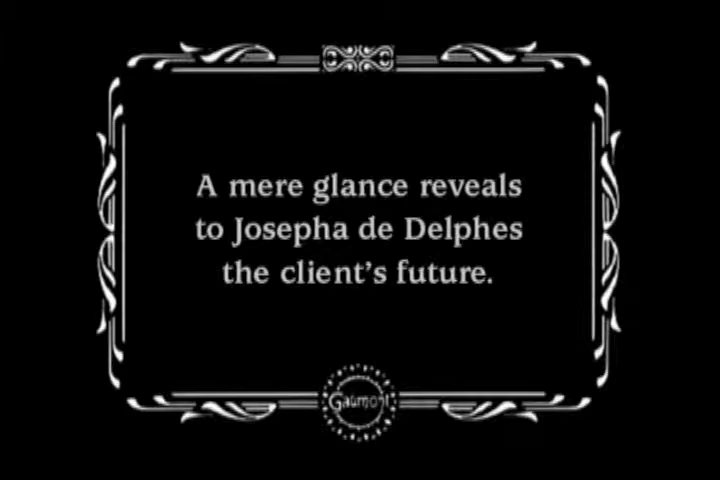 A mere glance reveals
to Josepha de Delphes
the client's future.
Gaumont